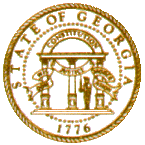 STATE OF GEORGIA
CONSTITUTION
1776